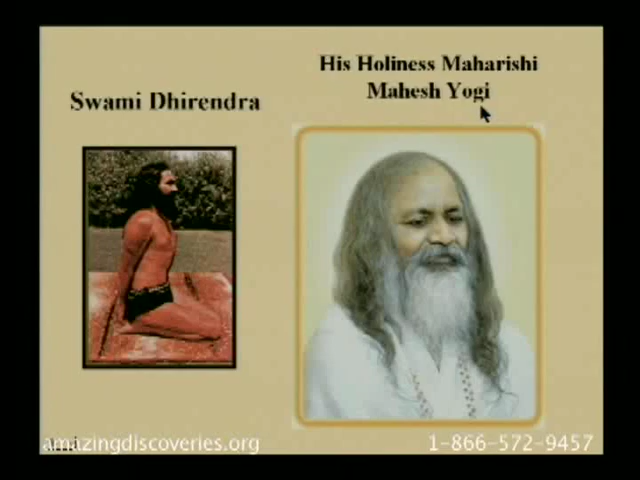 His Holiness Maharishi
Mahesh Yogi
Swami Dhirendra
amazingdiscoveries.org
1-866-572-9457